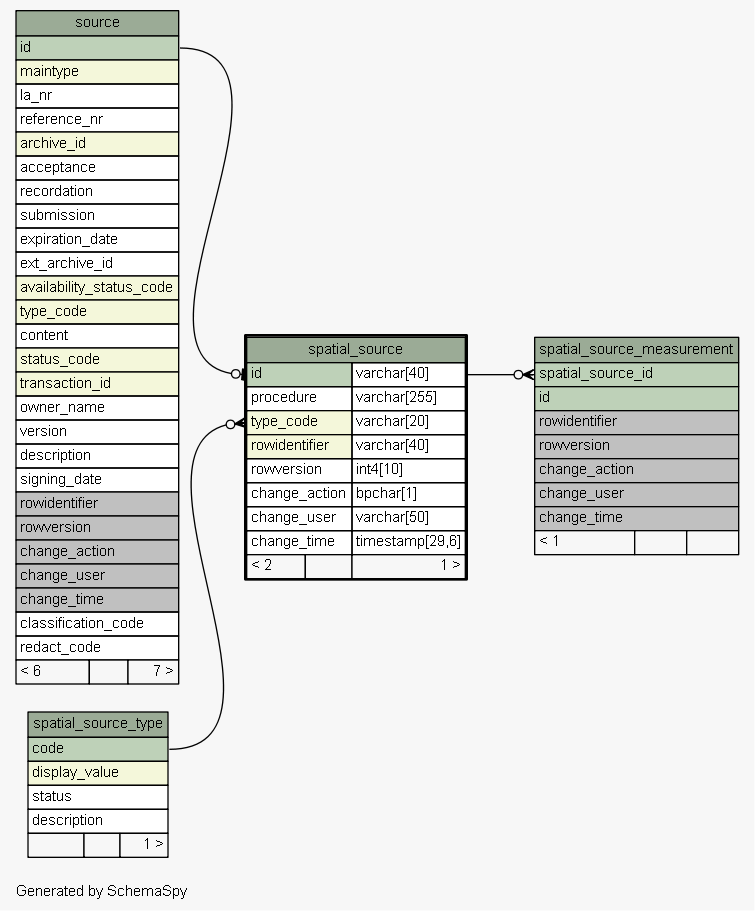 source
id
maintype
la_nr
reference_nr
archive_id
acceptance
recordation
submission
expiration_date
ext_archive_id
availability_status_code
type_code
content
status_code
transaction_id
owner_name
version
description
signing_date
rowidentifier
rowversion
change_action
change_user
change_time
classification_code
redact_code
< 6 7 >
spatial_source
id varchar[40]
procedure varchar[255]
type_code varchar[20]
rowidentifier varchar[40]
rowversion int4[10]
change_action bpchar[1]
change_user varchar[50]
change_time timestamp[29,6]
< 2 1 >
spatial_source_measurement
spatial_source_id
id
rowidentifier
rowversion
change_action
change_user
change_time
< 1
spatial_source_type
code
display_value
status
description
1 >
Generated by SchemaSpy